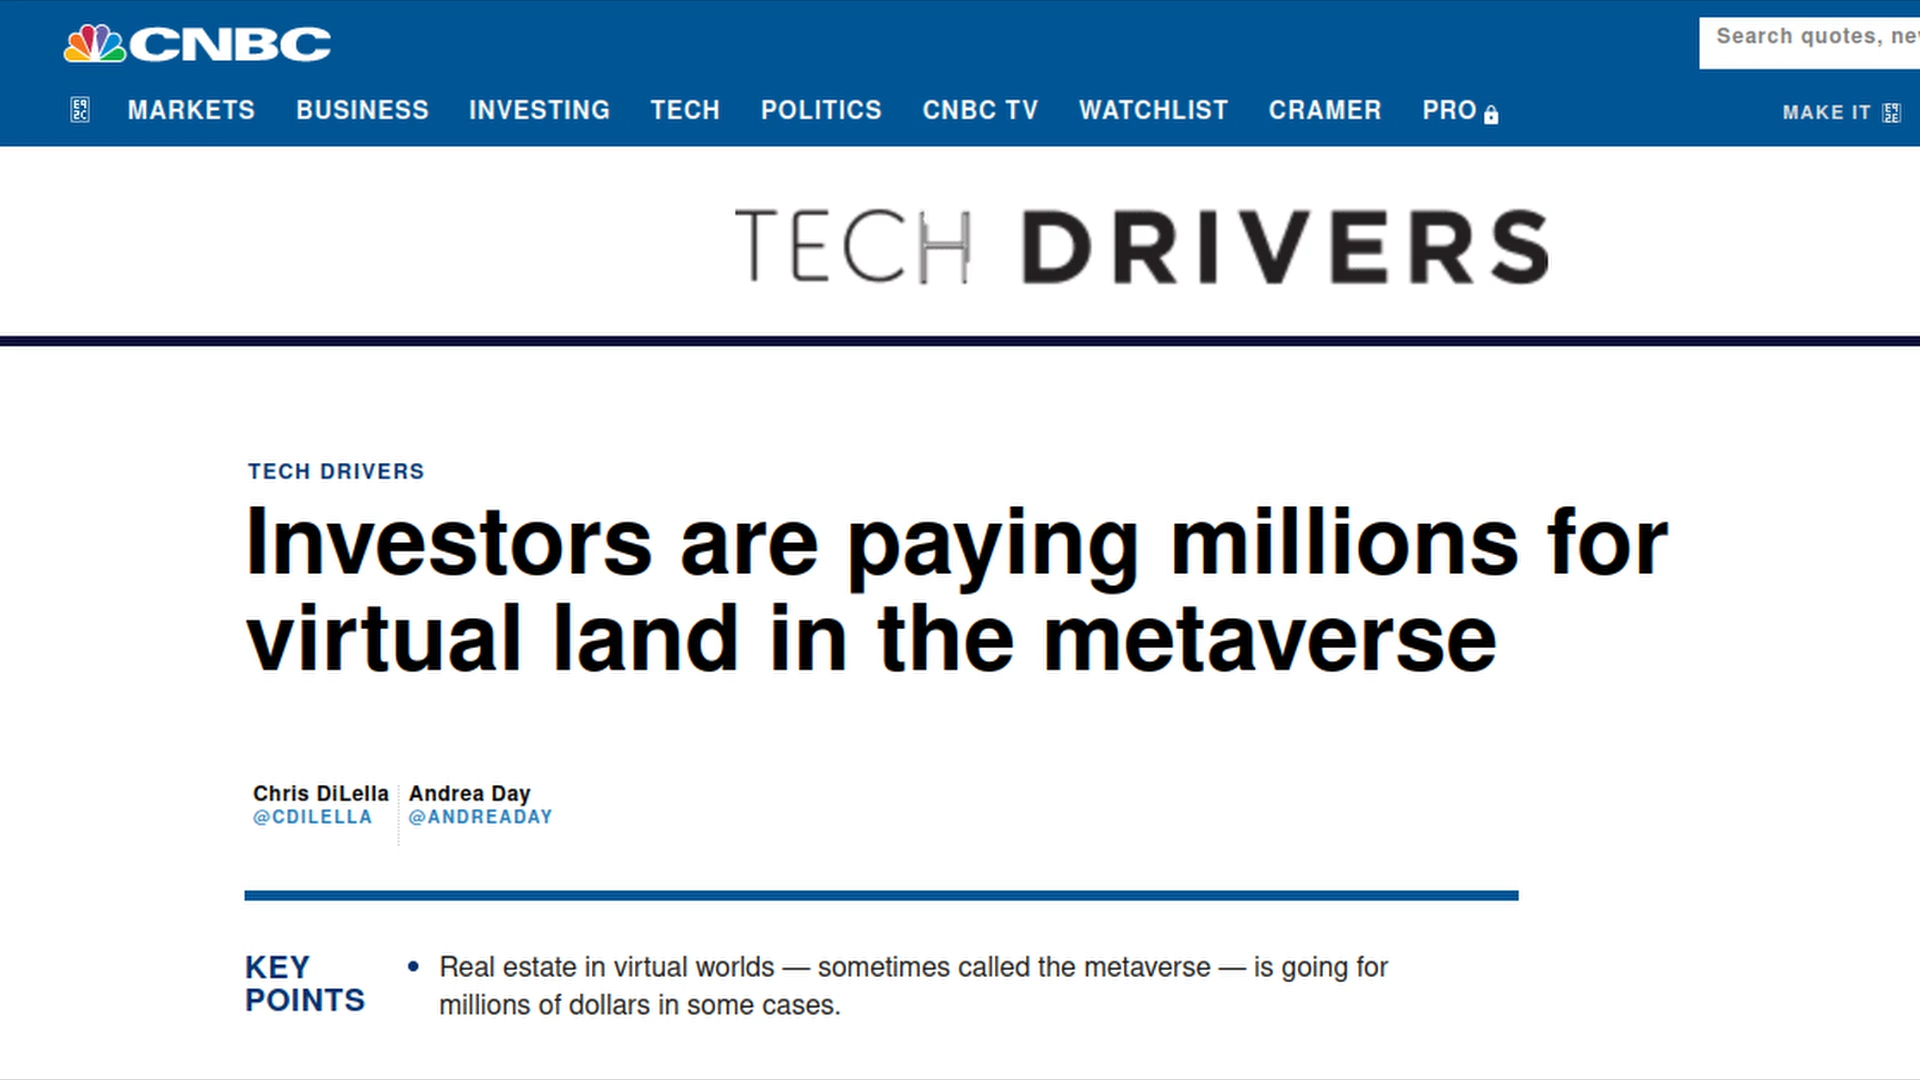 CNBC
Search quotes, ne
MARKETS BUSINESS INVESTING TECH POLITICS CNBC TV WATCHLIST CRAMER PRO MAKE IT
TECH DRIVERS
TECH DRIVERS
Investors are paying millions for
virtual land in the metaverse
Chris DiLella Andrea Day
@CDILELLA @ANDREADAY
KEY POINTS
• Real estate in virtual worlds — sometimes called the metaverse — is going for
millions of dollars in some cases.